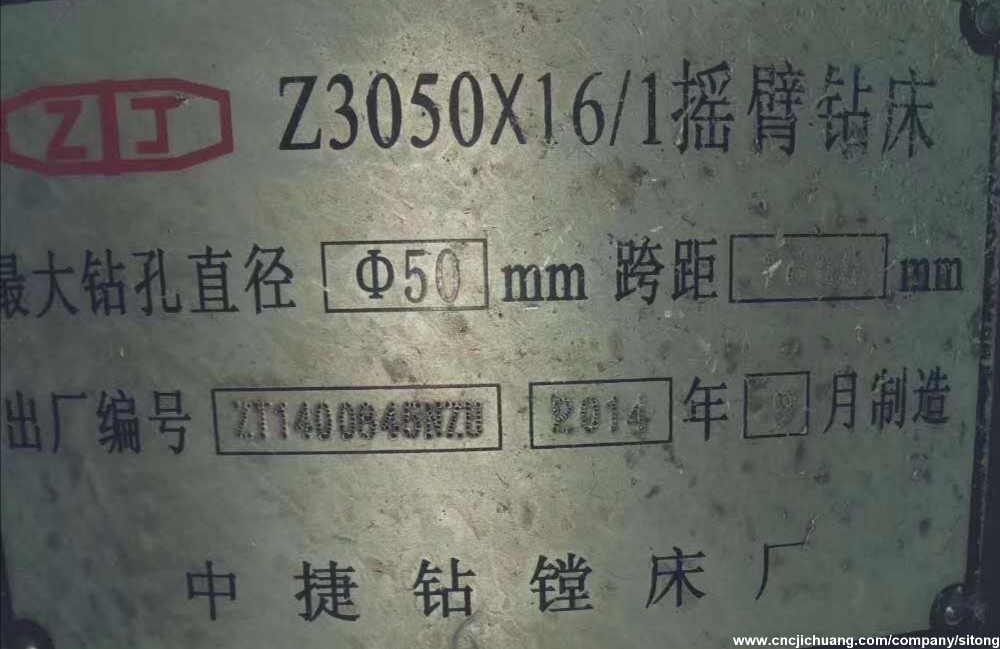 ZJ Z3050X16/1摇臂钻床
最大钻孔直径 Φ50 mm 跨距 mm
出厂编号 2014 年 月制造
中捷钻镗床厂
www.cncjichuang.com/company/sitong